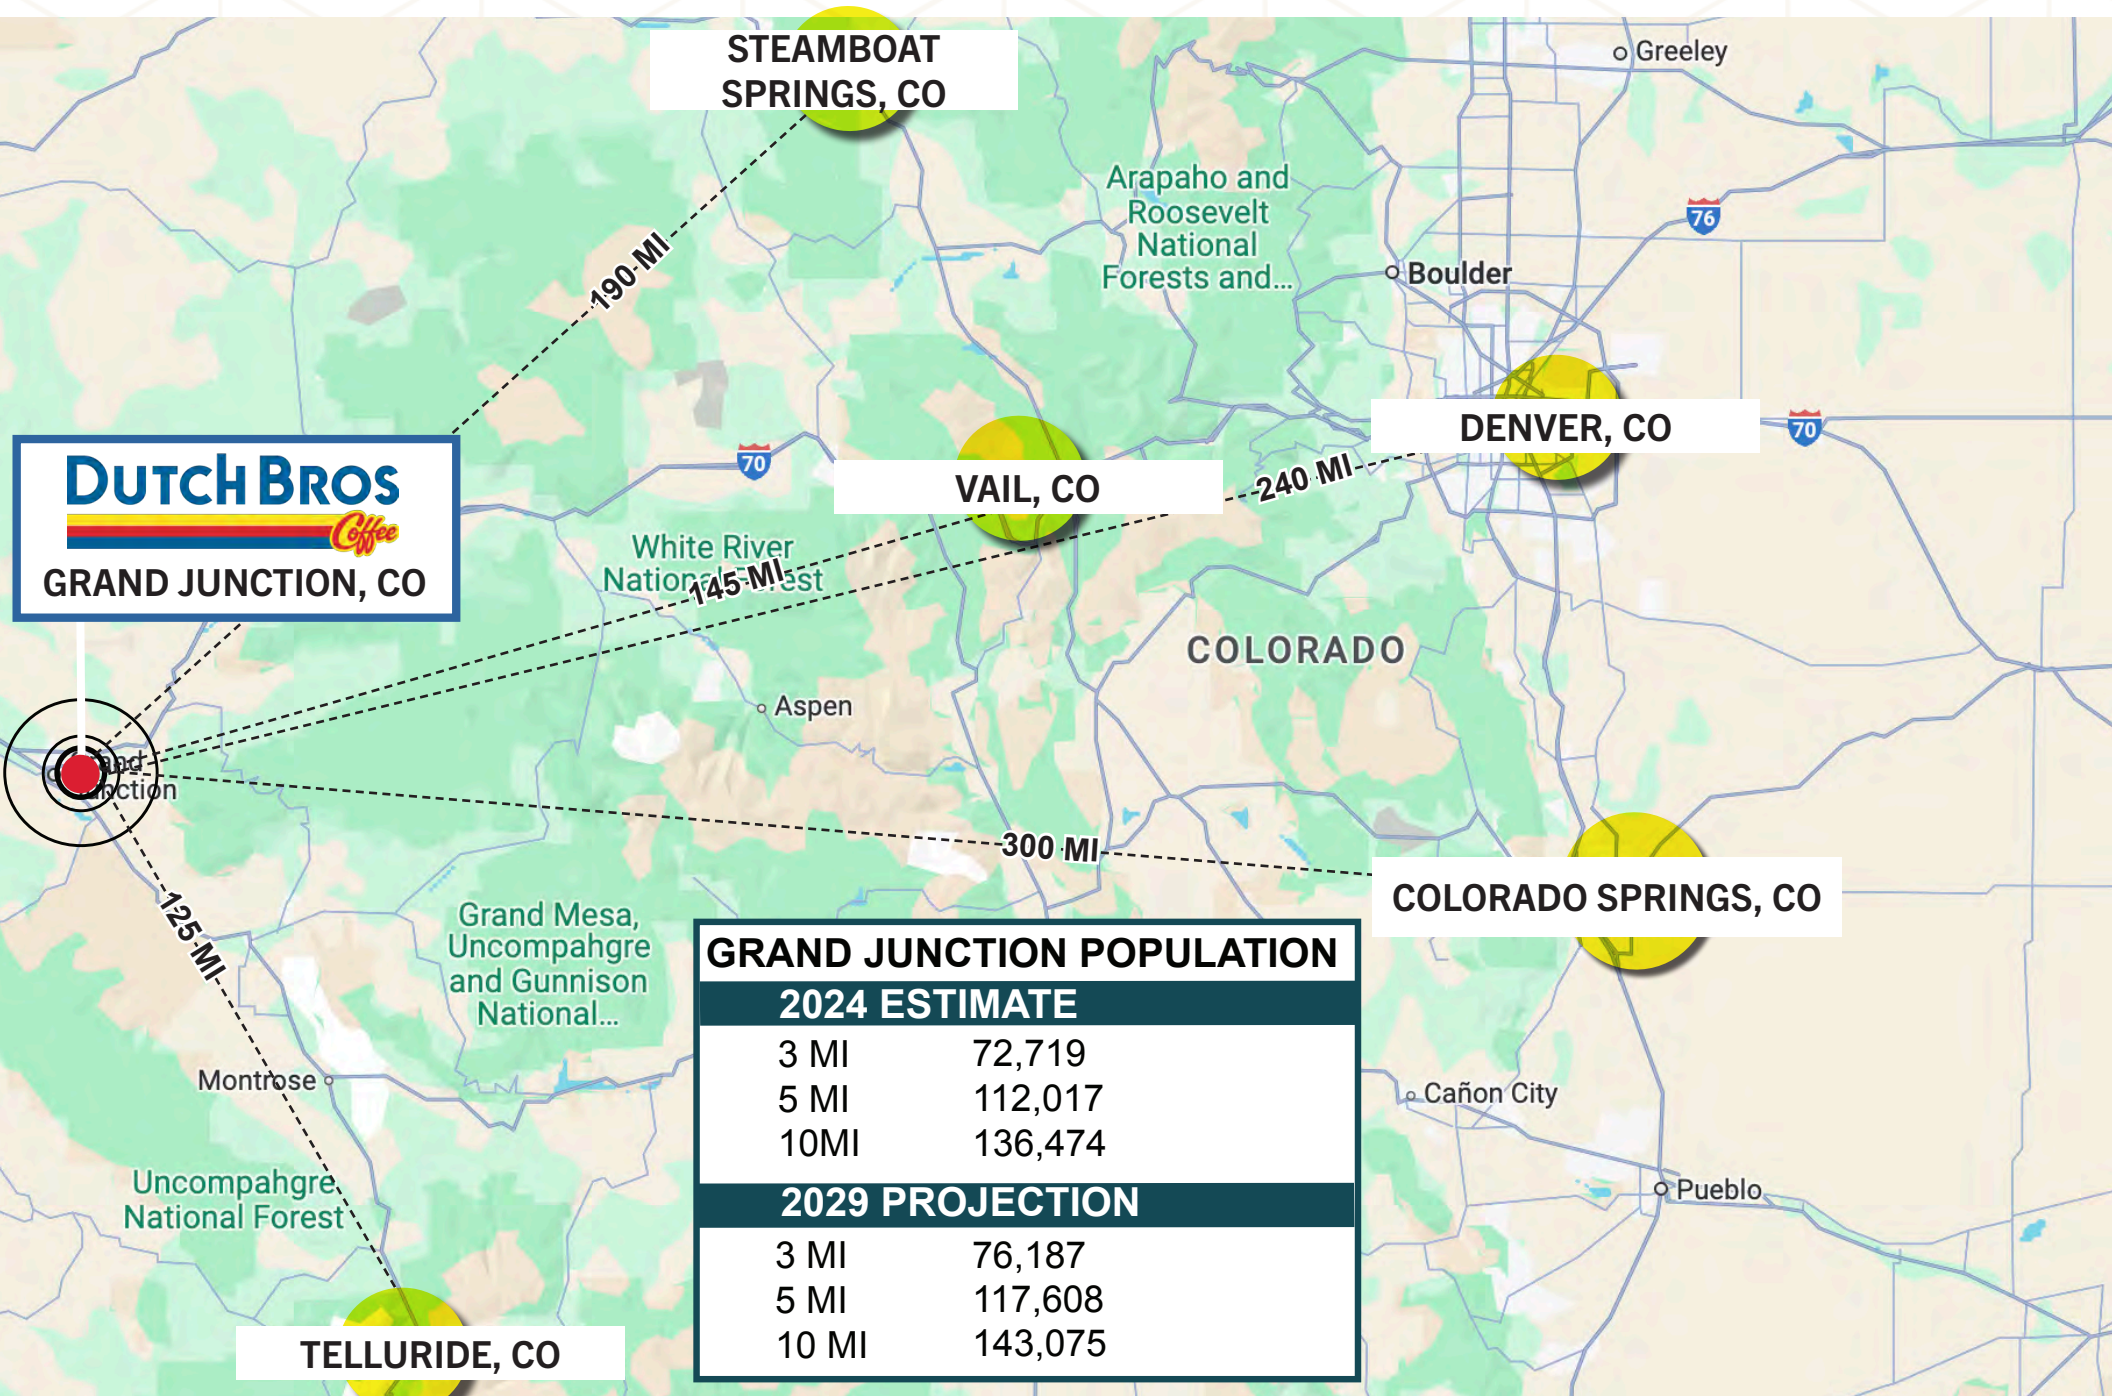 STEAMBOAT
SPRINGS, CO
Greeley
Arapaho and
Roosevelt
National
Forests and...
76
190 MI
Boulder
DENVER, CO
70
70
VAIL, CO
240 MI
DUTCH BROS
Coffee
GRAND JUNCTION, CO
White River
National Forest
145 MI
COLORADO
Aspen
Grand
Junction
300 MI
COLORADO SPRINGS, CO
125 MI
Grand Mesa,
Uncompahgre
and Gunnison
National...
GRAND JUNCTION POPULATION
2024 ESTIMATE
3 MI 72,719
5 MI 112,017
10MI 136,474
2029 PROJECTION
3 MI 76,187
5 MI 117,608
10 MI 143,075
Montrose
Cañon City
Uncompahgre
National Forest
Pueblo
TELLURIDE, CO